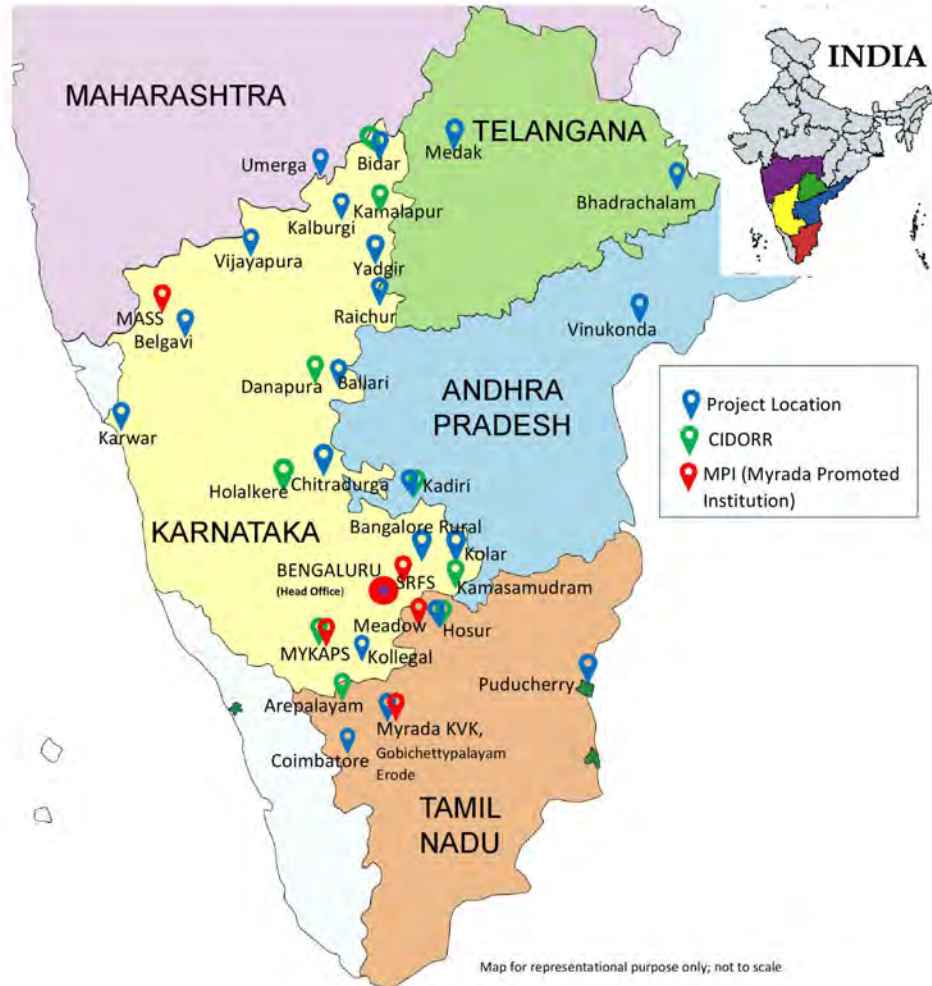 INDIA
MAHARASHTRA
TELANGANA
Umerga
Bidar
Medak
Bhadrachalam
Kamalapur
Kalburgi
Vijayapura
Yadgir
Raichur
MASS
Belgavi
Vinukonda
Danapura
Ballari
ANDHRA
PRADESH
Karwar
Project Location
CIDORR
MPI (Myrada Promoted
Institution)
Holalkere
Chitradurga
Kadiri
KARNATAKA
Bangalore Rural
Kolar
BENGALURU
(Head Office)
SRFS
Kamasamudram
Meadow
Hosur
MYKAPS
Kollegal
Puducherry
Arepalayam
Myrada KVK,
Gobichettypalayam
Erode
Coimbatore
TAMIL
NADU
Map for representational purpose only; not to scale